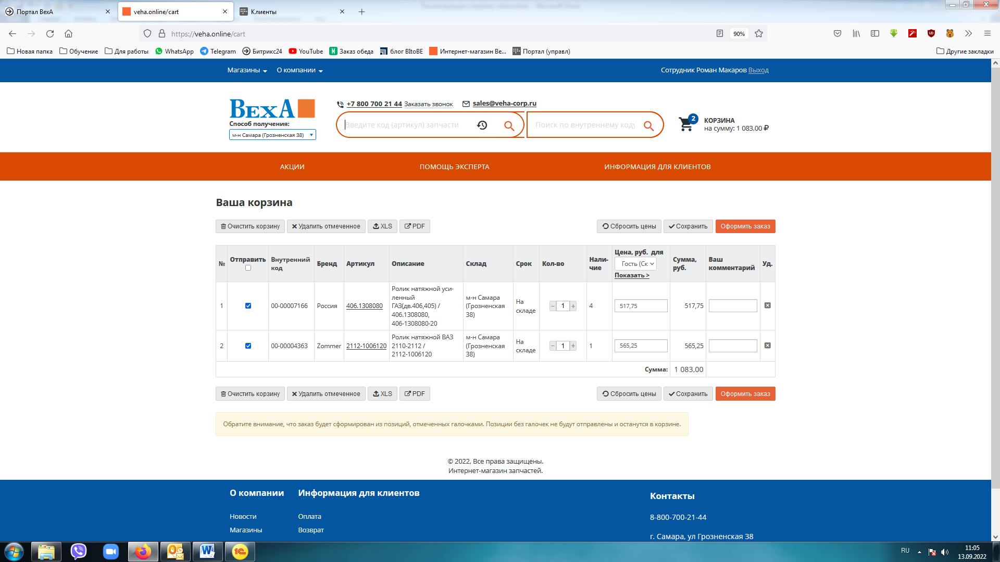 Портал ВехА
veha.online/cart
Клиенты
https://veha.online/cart
90%
Новая папка
Обучение
Для работы
WhatsApp
Telegram
Битрикс24
YouTube
Заказ обеда
блог BItoBE
Интернет-магазин Ве...
Портал (управл)
Другие закладки
Магазины
О компании
Сотрудник Роман Макаров Выход
ВехА
Способ получения:
м-н Самара (Грозненская 38)
+7 800 700 21 44 Заказать звонок
sales@veha-corp.ru
Введите код (артикул) запчасти
Поиск по внутреннему коду
2
КОРЗИНА
на сумму: 1 083,00 ₽
АКЦИИ
ПОМОЩЬ ЭКСПЕРТА
ИНФОРМАЦИЯ ДЛЯ КЛИЕНТОВ
Ваша корзина
Очистить корзину
Удалить отмеченное
XLS
PDF
Сбросить цены
Сохранить
Оформить заказ
№
Отправить
Внутренний
код
Бренд
Артикул
Описание
Склад
Срок
Кол-во
Нали-
чие
Цена, руб. для
Гость (Ск
Показать >
Сумма,
руб.
Ваш
комментарий
Уд.
1
00-00007166
Россия
406.1308080
Ролик натяжной уси-
ленный
ГАЗ(дв.406,405) /
406.1308080,
406-1308080-20
м-н Самара
(Грозненская
38)
На
складе
− 1 +
4
517,75
517,75
2
00-00004363
Zommer
2112-1006120
Ролик натяжной ВАЗ
2110-2112 /
2112-1006120
м-н Самара
(Грозненская
38)
На
складе
− 1 +
1
565,25
565,25
Сумма:
1 083,00
Очистить корзину
Удалить отмеченное
XLS
PDF
Сбросить цены
Сохранить
Оформить заказ
Обратите внимание, что заказ будет сформирован из позиций, отмеченных галочками. Позиции без галочек не будут отправлены и останутся в корзине.
© 2022, Все права защищены.
Интернет-магазин запчастей.
О компании
Новости
Магазины
Информация для клиентов
Оплата
Возврат
Контакты
8-800-700-21-44
г. Самара, ул Грозненская 38
RU
11:05
13.09.2022